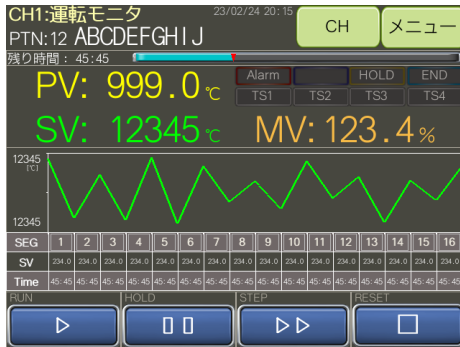 CH1:運転モニタ 23/02/24 20:15 CH メニュー
PTN:12 ABCDEFGHIJ
残り時間: 45:45
PV: 999.0 ℃ Alarm HOLD END
TS1 TS2 TS3 TS4
SV: 12345 ℃ MV: 123.4 %
12345
[℃]
12345
SEG 1 2 3 4 5 6 7 8 9 10 11 12 13 14 15 16
SV 234.0 234.0 234.0 234.0 234.0 234.0 234.0 234.0 234.0 234.0 234.0 234.0 234.0 234.0 234.0 234.0
Time 45:45 45:45 45:45 45:45 45:45 45:45 45:45 45:45 45:45 45:45 45:45 45:45 45:45 45:45 45:45 45:45
RUN HOLD STEP RESET